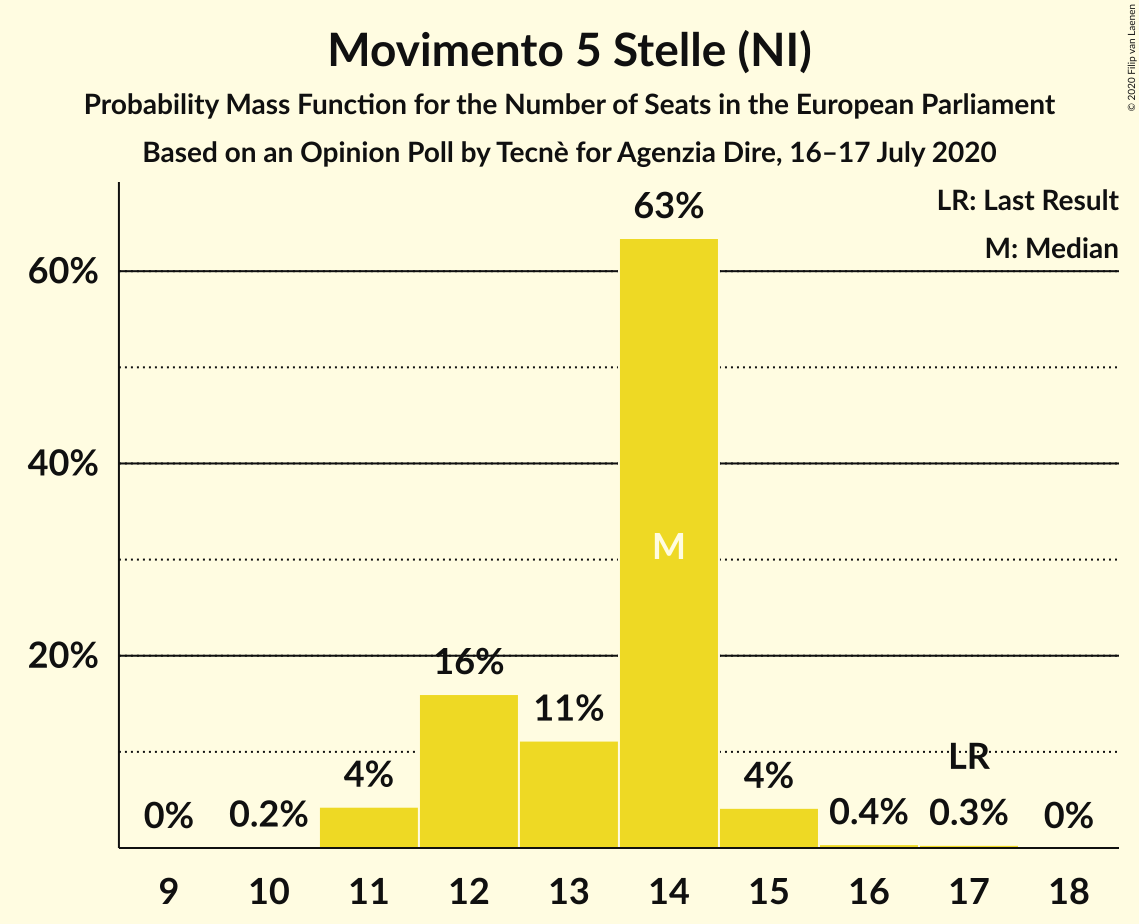 Movimento 5 Stelle (NI)
Probability Mass Function for the Number of Seats in the European Parliament
Based on an Opinion Poll by Tecnè for Agenzia Dire, 16–17 July 2020
© 2020 Filip van Laenen
LR: Last Result
M: Median
63%
60%
40%
M
20%
16%
11%
4%
4%
LR
0%
0.2%
0.4%
0.3%
0%
9 10 11 12 13 14 15 16 17 18